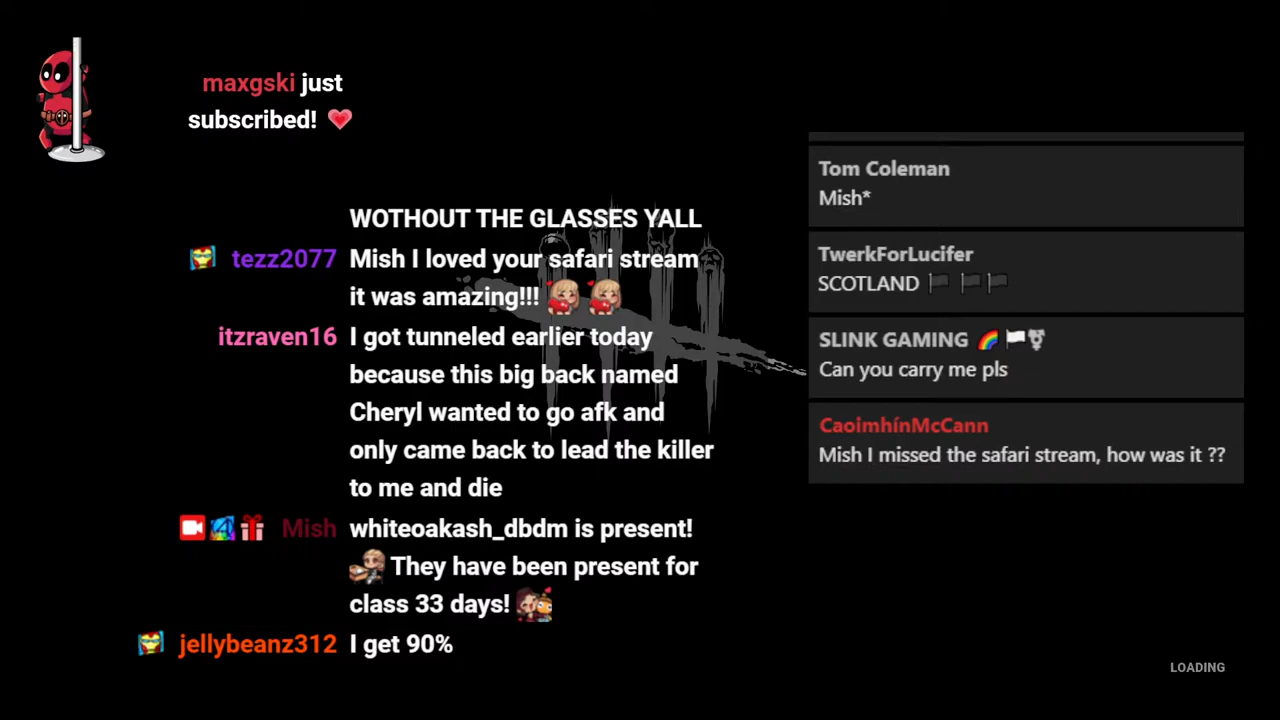 maxgski just
subscribed! ❤️
WOTHOUT THE GLASSES YALL
tezz2077 Mish I loved your safari stream
it was amazing!!!
itzraven16 I got tunneled earlier today
because this big back named
Cheryl wanted to go afk and
only came back to lead the killer
to me and die
Mish whiteoakash_dbdm is present!
They have been present for
class 33 days!
jellybeanz312 I get 90%
Tom Coleman
Mish*
TwerkForLucifer
SCOTLAND 🏴 🏴🏴
SLINK GAMING 🌈 🏳️⚧
Can you carry me pls
CaoimhínMcCann
Mish I missed the safari stream, how was it ??
LOADING